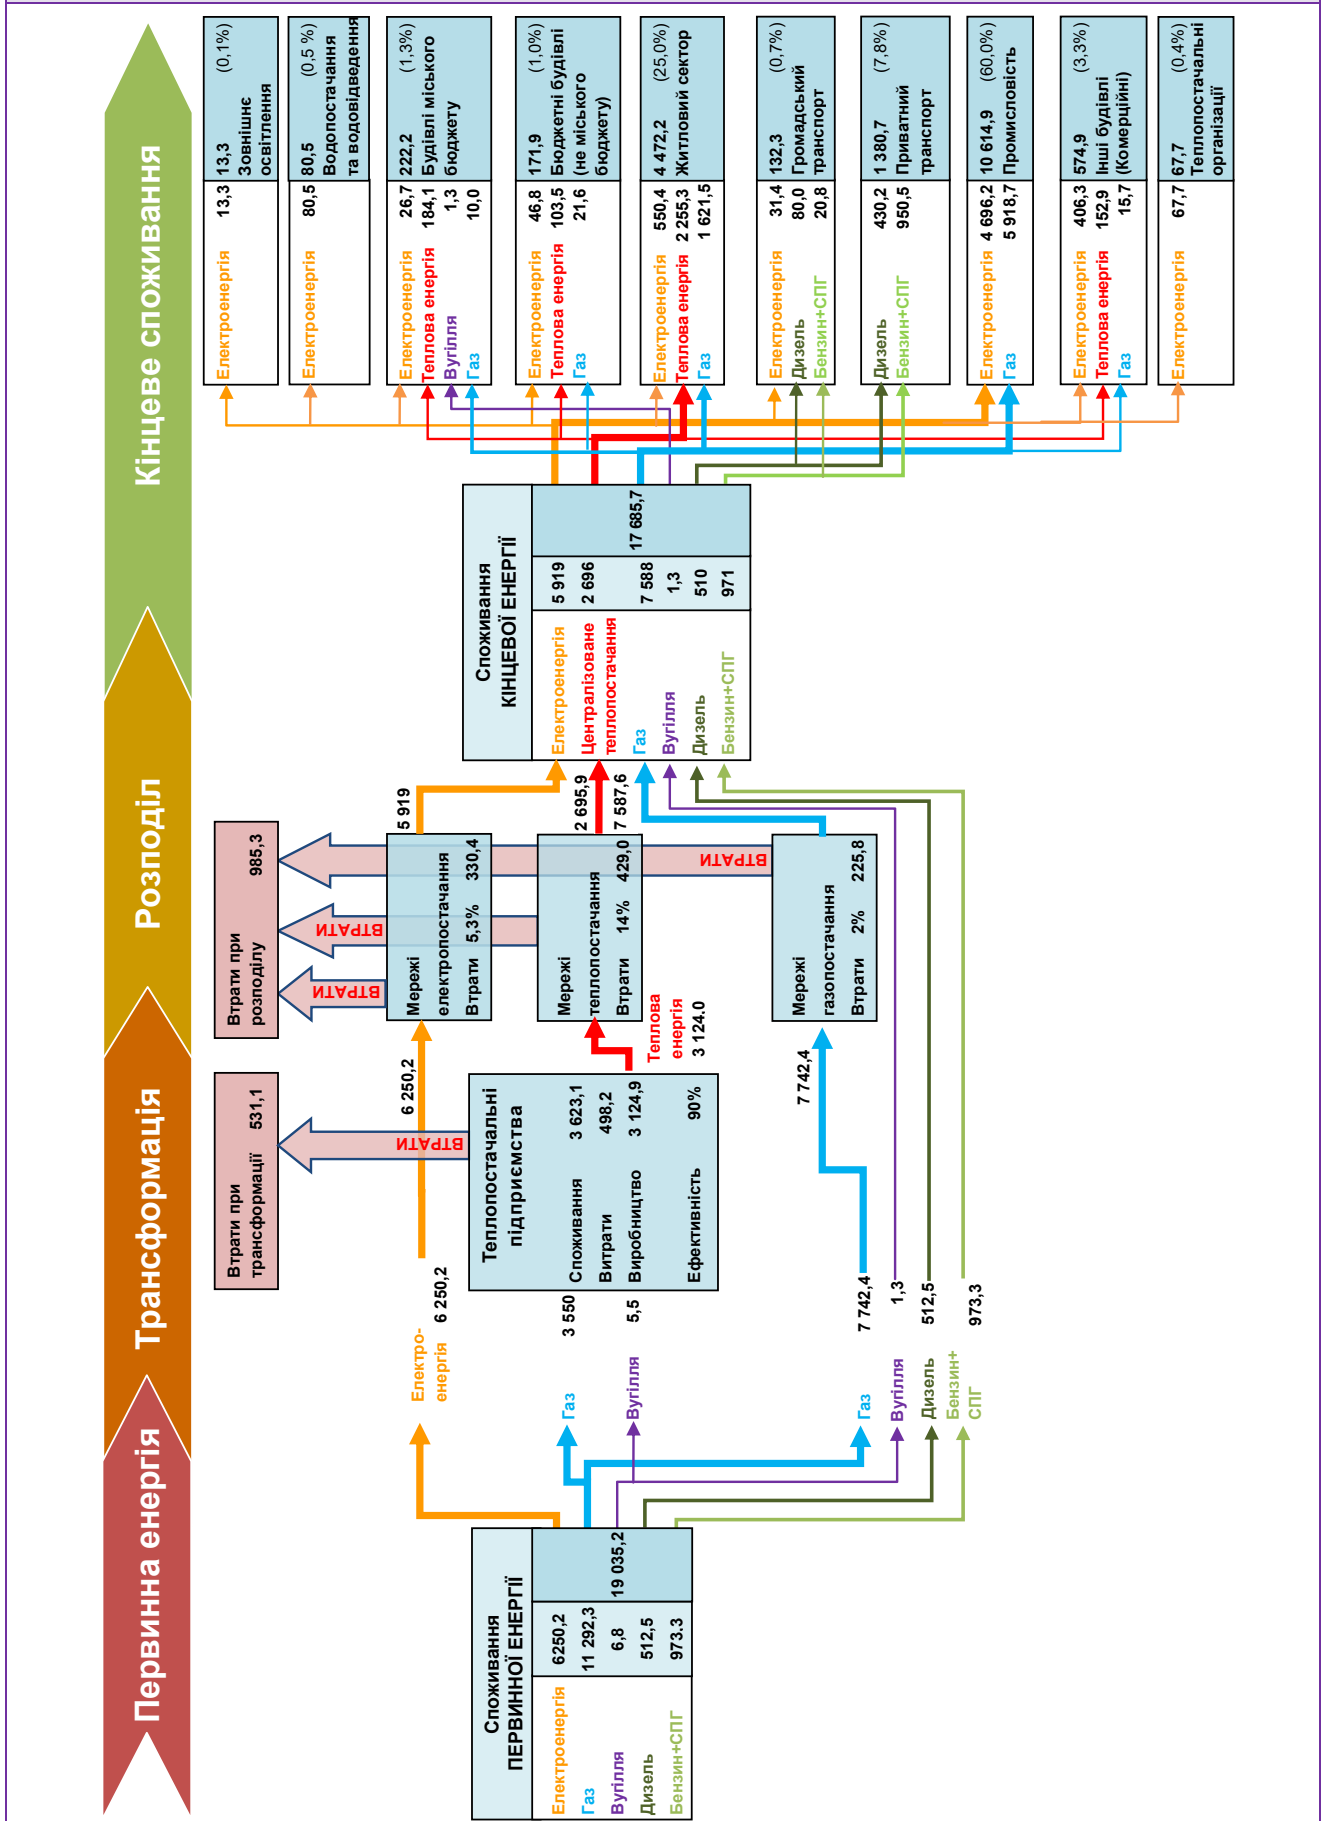 Первинна енергія
Трансформація
Розподіл
Кінцеве споживання
Споживання
ПЕРВИННОЇ ЕНЕРГІЇ
Електроенергія 6250,2
Газ 11 292,3
Вугілля 6,8
Дизель 512,5
Бензин+СПГ 973.3
19 035,2
Електро-
енергія 6 250,2
Газ 3 550
Вугілля 5,5
Газ 7 742,4
Вугілля 1,3
Дизель 512,5
Бензин+
СПГ 973,3
Втрати при
трансформації 531,1
ВТРАТИ
6 250,2
Теплопостачальні
підприємства
Споживання 3 623,1
Витрати 498,2
Виробництво 3 124,9
Ефективність 90%
Теплова
енергія
3 124.0
7 742,4
Втрати при
розподілу 985,3
ВТРАТИ
ВТРАТИ
ВТРАТИ
Мережі
електропостачання
Втрати 5,3% 330,4
Мережі
теплопостачання
Втрати 14% 429,0
Мережі
газопостачання
Втрати 2% 225,8
5 919
2 695,9
7 587,6
Споживання
КІНЦЕВОЇ ЕНЕРГІЇ
Електроенергія 5 919
Централізоване
теплопостачання 2 696
Газ 7 588
Вугілля 1,3
Дизель 510
Бензин+СПГ 971
17 685,7
Електроенергія 13,3
13,3 (0,1%)
Зовнішнє
освітлення
Електроенергія 80,5
80,5 (0,5 %)
Водопостачання
та водовідведення
Електроенергія 26,7
Теплова енергія 184,1
Вугілля 1,3
Газ 10,0
222,2 (1,3%)
Будівлі міського
бюджету
Електроенергія 46,8
Теплова енергія 103,5
Газ 21,6
171,9 (1,0%)
Бюджетні будівлі
(не міського
бюджету)
Електроенергія 550,4
Теплова енергія 2 255,3
Газ 1 621,5
4 472,2 (25,0%)
Житловий сектор
Електроенергія 31,4
Дизель 80,0
Бензин+СПГ 20,8
132,3 (0,7%)
Громадський
транспорт
Дизель 430,2
Бензин+СПГ 950,5
1 380,7 (7,8%)
Приватний
транспорт
Електроенергія 4 696,2
Газ 5 918,7
10 614,9 (60,0%)
Промисловість
Електроенергія 406,3
Теплова енергія 152,9
Газ 15,7
574,9 (3,3%)
Інші будівлі
(Комерційні)
Електроенергія 67,7
67,7 (0,4%)
Теплопостачальні
організації